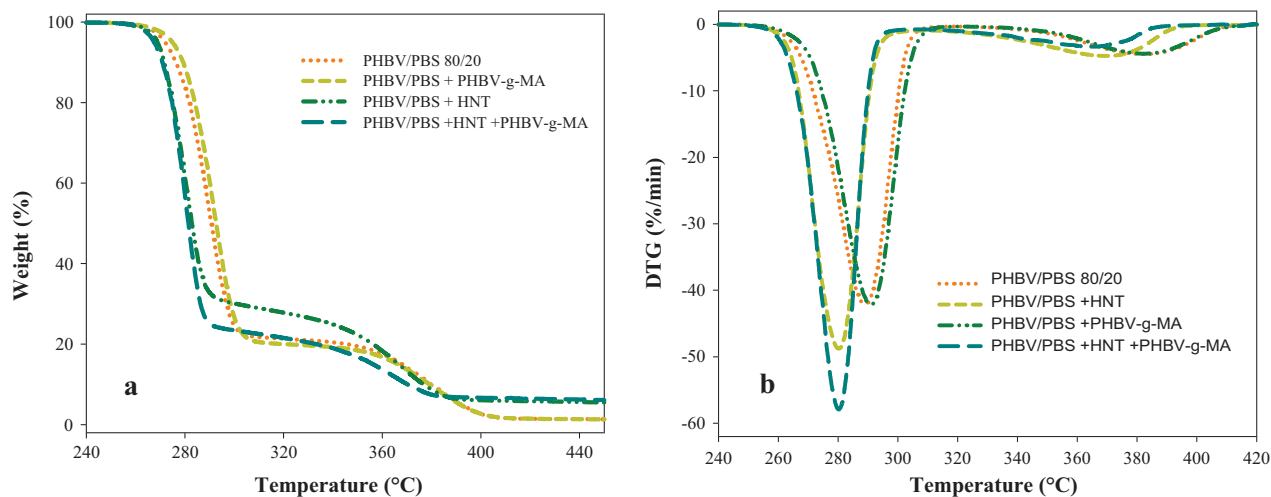 100
80
60
40
20
0
Weight (%)
240 280 320 360 400 440
Temperature (°C)
PHBV/PBS 80/20
PHBV/PBS + PHBV-g-MA
PHBV/PBS + HNT
PHBV/PBS +HNT +PHBV-g-MA
a
0
-10
-20
-30
-40
-50
-60
DTG (%/min)
240 260 280 300 320 340 360 380 400 420
Temperature (°C)
PHBV/PBS 80/20
PHBV/PBS +HNT
PHBV/PBS +PHBV-g-MA
PHBV/PBS +HNT +PHBV-g-MA
b